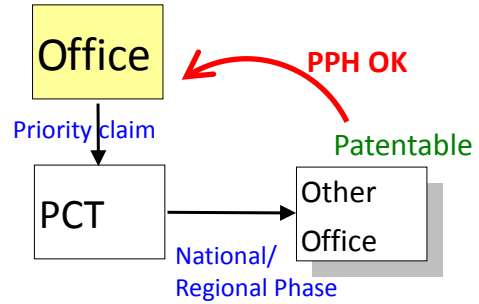 Office
PPH OK
Priority claim
Patentable
PCT
Other
Office
National/
Regional Phase